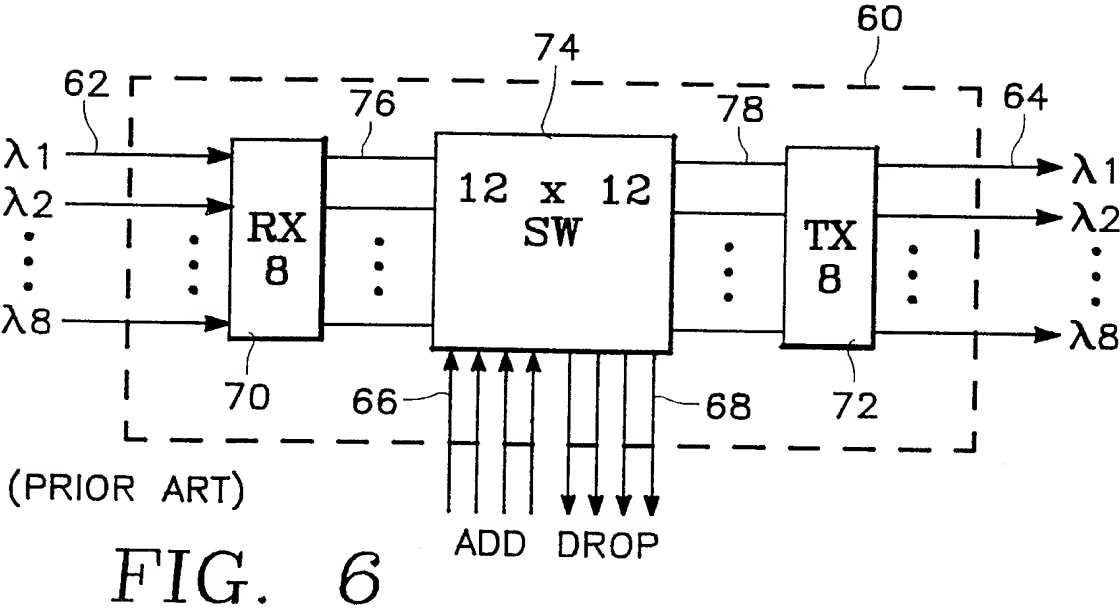 60
74
62
76
78
64
λ1
λ2
λ8
RX
8
12 x 12
SW
TX
8
λ1
λ2
λ8
70
66
68
72
ADD DROP
(PRIOR ART)
FIG. 6